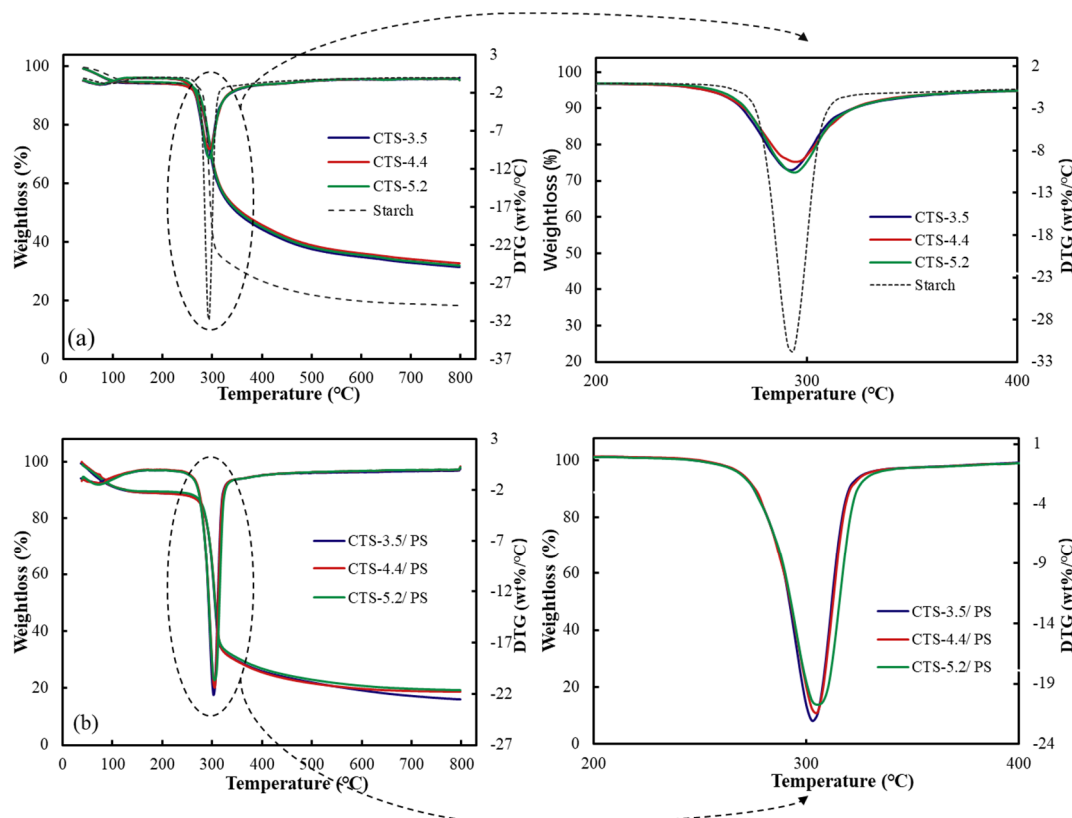 (a)
100
80
60
40
20
0
Weightloss (%)
0 100 200 300 400 500 600 700 800
Temperature (℃)
3
-2
-7
-12
-17
-22
-27
-32
-37
DTG (wt%/℃)
CTS-3.5
CTS-4.4
CTS-5.2
Starch
(a)
100
90
80
70
60
50
40
30
20
Weightloss (%)
200 300 400
Temperature (℃)
2
-3
-8
-13
-18
-23
-28
-33
DTG (wt%/℃)
CTS-3.5
CTS-4.4
CTS-5.2
Starch
100
80
60
40
20
0
Weightloss (%)
0 100 200 300 400 500 600 700 800
Temperature (℃)
3
-2
-7
-12
-17
-22
-27
DTG (wt%/℃)
CTS-3.5/ PS
CTS-4.4/ PS
CTS-5.2/ PS
(b)
100
90
80
70
60
50
40
30
20
10
0
Weightloss (%)
200 300 400
Temperature (℃)
1
-4
-9
-14
-19
-24
DTG (wt%/℃)
CTS-3.5/ PS
CTS-4.4/ PS
CTS-5.2/ PS